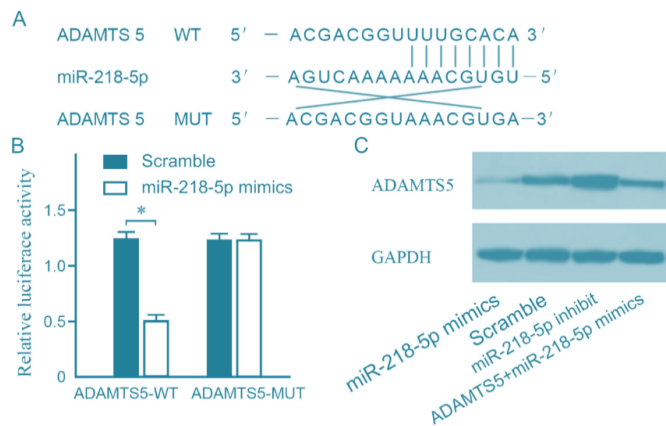 A
ADAMTS 5 WT 5′ — ACGACGGUUUUGCACA 3′
miR-218-5p 3′ — AGUCAAAAAAACGUGU — 5′
ADAMTS 5 MUT 5′ — ACGACGGUAAACGUGA — 3′
B
Scramble
miR-218-5p mimics
Relative luciferace activity
1.5
1.2
0.5
0
*
ADAMTS5-WT
ADAMTS5-MUT
C
ADAMTS5
GAPDH
miR-218-5p mimics
Scramble
miR-218-5p inhibit
ADAMTS5+miR-218-5p mimics